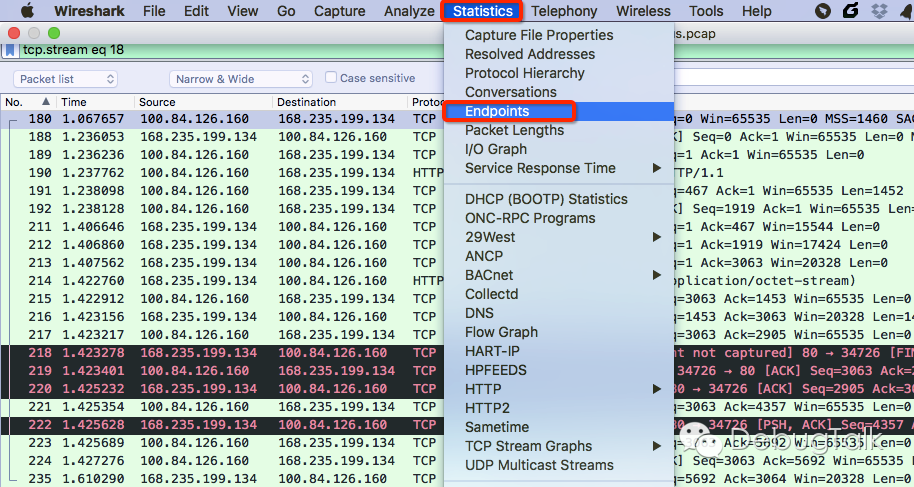 Wireshark File Edit View Go Capture Analyze Statistics Telephony Wireless Tools Help
s.pcap
tcp.stream eq 18
Packet list Narrow & Wide Case sensitive
No. Time Source Destination Proto
180 1.067657 100.84.126.160 168.235.199.134 TCP =0 Win=65535 Len=0 MSS=1460 SAC
188 1.236053 168.235.199.134 100.84.126.160 TCP K] Seq=0 Ack=1 Win=65535 Len=
189 1.236236 100.84.126.160 168.235.199.134 TCP =1 Ack=1 Win=65535 Len=0
190 1.237762 100.84.126.160 168.235.199.134 HTTP TTP/1.1
191 1.238098 100.84.126.160 168.235.199.134 TCP =467 Ack=1 Win=65535 Len=1452
192 1.238128 100.84.126.160 168.235.199.134 TCP K] Seq=1919 Ack=1 Win=65535 L
211 1.406646 168.235.199.134 100.84.126.160 TCP =1 Ack=467 Win=15544 Len=0
212 1.406860 168.235.199.134 100.84.126.160 TCP =1 Ack=1919 Win=17424 Len=0
213 1.407562 168.235.199.134 100.84.126.160 TCP =1 Ack=3063 Win=20328 Len=0
214 1.422760 168.235.199.134 100.84.126.160 HTTP pplication/octet-stream)
215 1.422912 100.84.126.160 168.235.199.134 TCP =3063 Ack=1453 Win=65535 Len=0
216 1.423156 168.235.199.134 100.84.126.160 TCP =1453 Ack=3063 Win=20328 Len=14
217 1.423217 100.84.126.160 168.235.199.134 TCP =3063 Ack=2905 Win=65535 Len=0
218 1.423278 168.235.199.134 100.84.126.160 TCP nt not captured] 80 → 34726 [FIN
219 1.423401 168.235.199.134 100.84.126.160 TCP 34726 → 80 [ACK] Seq=3063 Ack=2
220 1.425232 168.235.199.134 100.84.126.160 TCP 80 → 34726 [ACK] Seq=2905 Ack=30
221 1.425354 100.84.126.160 168.235.199.134 TCP =3063 Ack=4357 Win=65535 Len=0
222 1.425628 168.235.199.134 100.84.126.160 TCP 80 → 34726 [PSH, ACK] Seq=4357 A
223 1.425689 100.84.126.160 168.235.199.134 TCP =3063 Ack=5692 Win=65535 Len=0
224 1.427276 100.84.126.160 168.235.199.134 TCP K] Seq=3063 Ack=5692 Win=65535
235 1.610290 168.235.199.134 100.84.126.160 TCP =5692 Ack=3064 Win=20328 Len=0
Capture File Properties
Resolved Addresses
Protocol Hierarchy
Conversations
Endpoints
Packet Lengths
I/O Graph
Service Response Time
DHCP (BOOTP) Statistics
ONC-RPC Programs
29West
ANCP
BACnet
Collectd
DNS
Flow Graph
HART-IP
HPFEEDS
HTTP
HTTP2
Sametime
TCP Stream Graphs
UDP Multicast Streams
DebugTalk